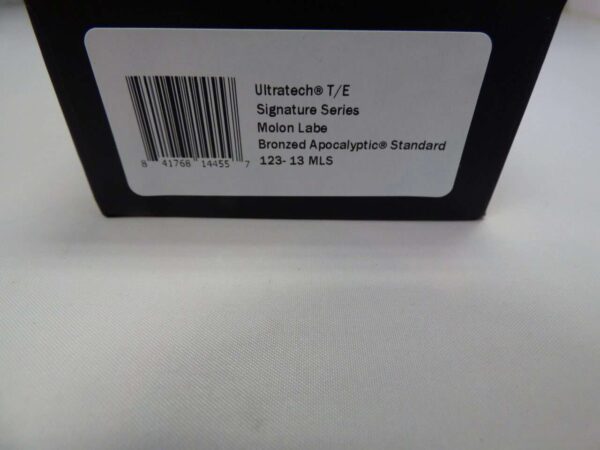 Ultratech® T/E
Signature Series
Molon Labe
Bronzed Apocalyptic® Standard
123- 13 MLS
8 41768 14455 7